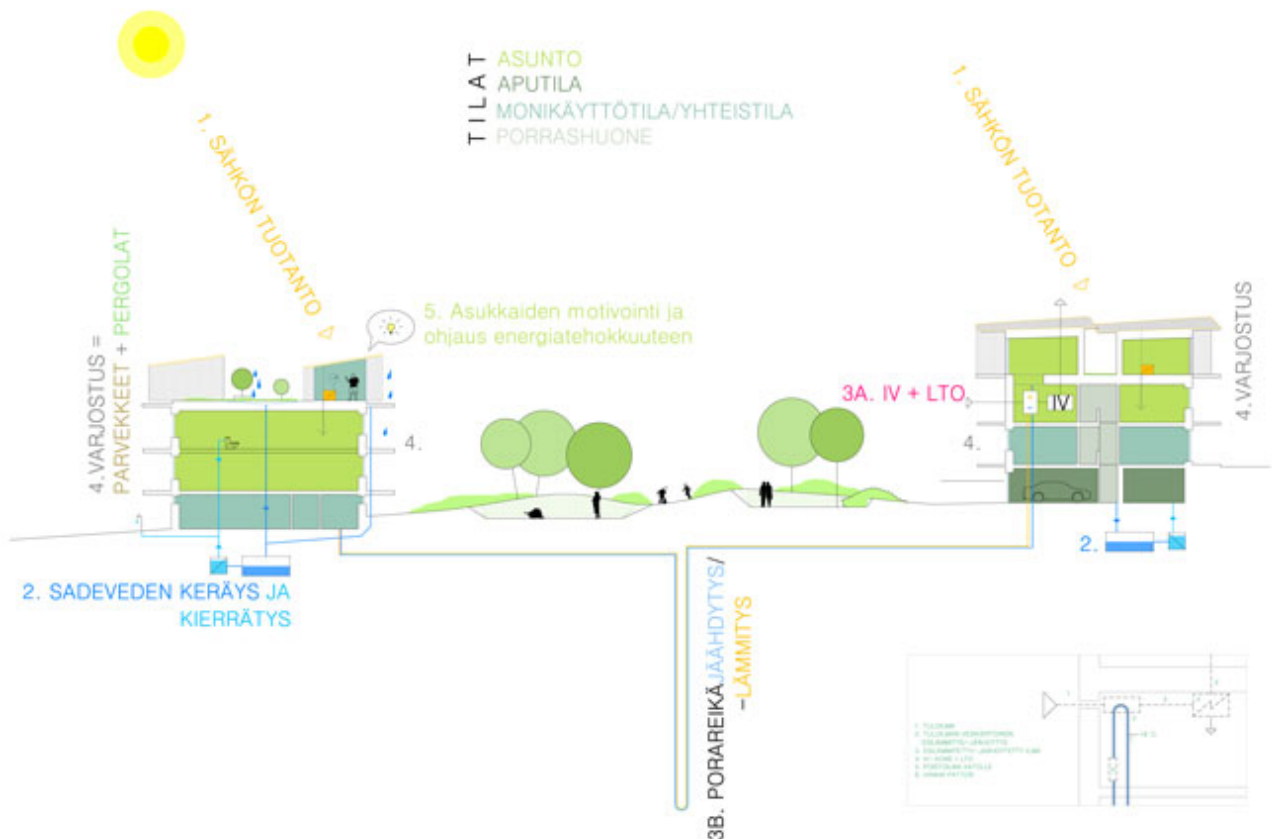 TILAT
ASUNTO
APUTILA
MONIKÄYTTÖTILA/YHTEISTILA
PORRASHUONE
1. SÄHKÖN TUOTANTO
1. SÄHKÖN TUOTANTO
4.VARJOSTUS =
PARVEKKEET + PERGOLAT
5. Asukkaiden motivointi ja
ohjaus energiatehokkuuteen
3A. IV + LTO
IV
4.
4.
4.VARJOSTUS
2.
2. SADEVEDEN KERÄYS JA
KIERRÄTYS
3B. PORAREIKÄJÄÄHDYTYS/
-LÄMMITYS
1. TULOILMA